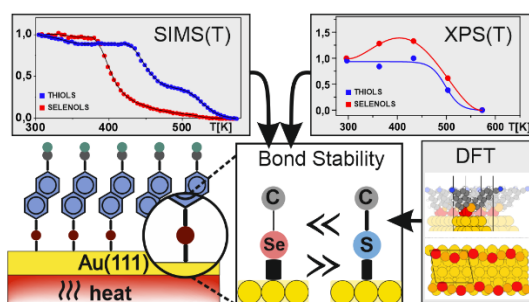 SIMS(T)
1,0
0,5
0,0
THIOLS
SELENOLS
300
400
500
T[K]
XPS(T)
1,5
1,0
0,5
0,0
THIOLS
SELENOLS
300
400
500
600
T[K]
Bond Stability
C
C
<<
Se
S
>>
DFT
Au(111)
heat